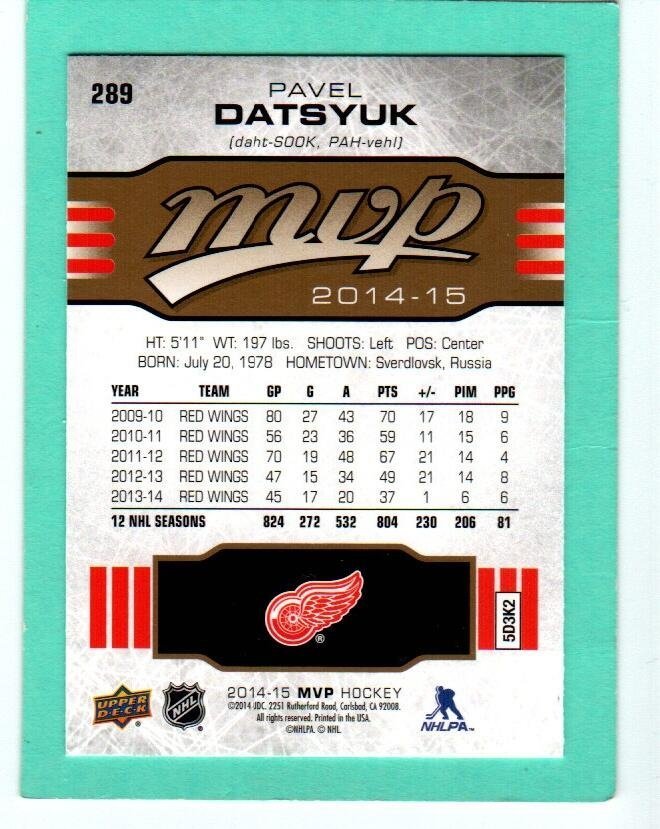 289
PAVEL
DATSYUK
(daht-SOOK, PAH-vehl)
mvp
2014-15
HT: 5'11" WT: 197 lbs. SHOOTS: Left POS: Center
BORN: July 20, 1978 HOMETOWN: Sverdlovsk, Russia
YEAR TEAM GP G A PTS +/- PIM PPG
2009-10 RED WINGS 80 27 43 70 17 18 9
2010-11 RED WINGS 56 23 36 59 11 15 6
2011-12 RED WINGS 70 19 48 67 21 14 4
2012-13 RED WINGS 47 15 34 49 21 14 8
2013-14 RED WINGS 45 17 20 37 1 6 6
12 NHL SEASONS 824 272 532 804 230 206 81
®
5D3K2
UPPER
D·E·C·K
®
NHL
®
2014-15 MVP HOCKEY
©2014 JDC. 2251 Rutherford Road, Carlsbad, CA 92008.
All rights reserved. Printed in the USA.
©NHLPA. © NHL.
NHLPA™